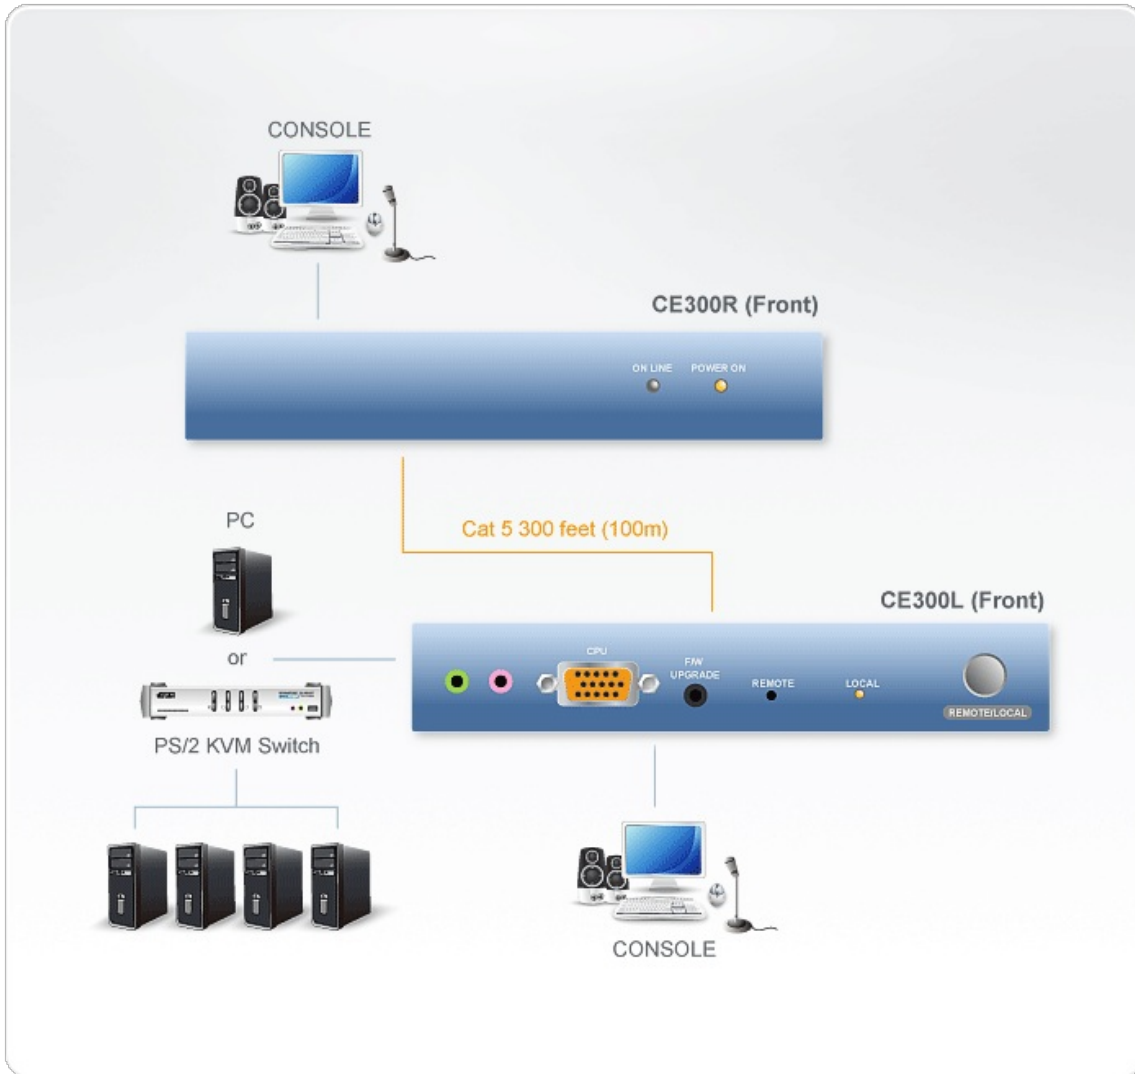 CONSOLE
CE300R (Front)
ON LINE POWER ON
Cat 5 300 feet (100m)
PC
or
PS/2 KVM Switch
CE300L (Front)
CPU
F/W
UPGRADE
REMOTE
LOCAL
REMOTE/LOCAL
CONSOLE